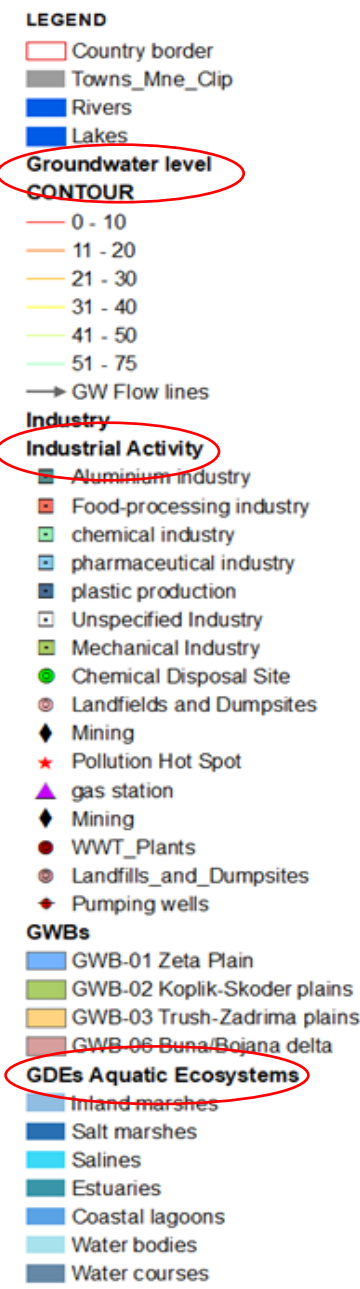 LEGEND
Country border
Towns_Mne_Clip
Rivers
Lakes
Groundwater level
CONTOUR
0 - 10
11 - 20
21 - 30
31 - 40
41 - 50
51 - 75
GW Flow lines
Industry
Industrial Activity
Aluminium industry
Food-processing industry
chemical industry
pharmaceutical industry
plastic production
Unspecified Industry
Mechanical Industry
Chemical Disposal Site
Landfields and Dumpsites
Mining
Pollution Hot Spot
gas station
Mining
WWT_Plants
Landfills_and_Dumpsites
Pumping wells
GWBs
GWB-01 Zeta Plain
GWB-02 Koplik-Skoder plains
GWB-03 Trush-Zadrima plains
GWB-06 Buna/Bojana delta
GDEs Aquatic Ecosystems
Inland marshes
Salt marshes
Salines
Estuaries
Coastal lagoons
Water bodies
Water courses